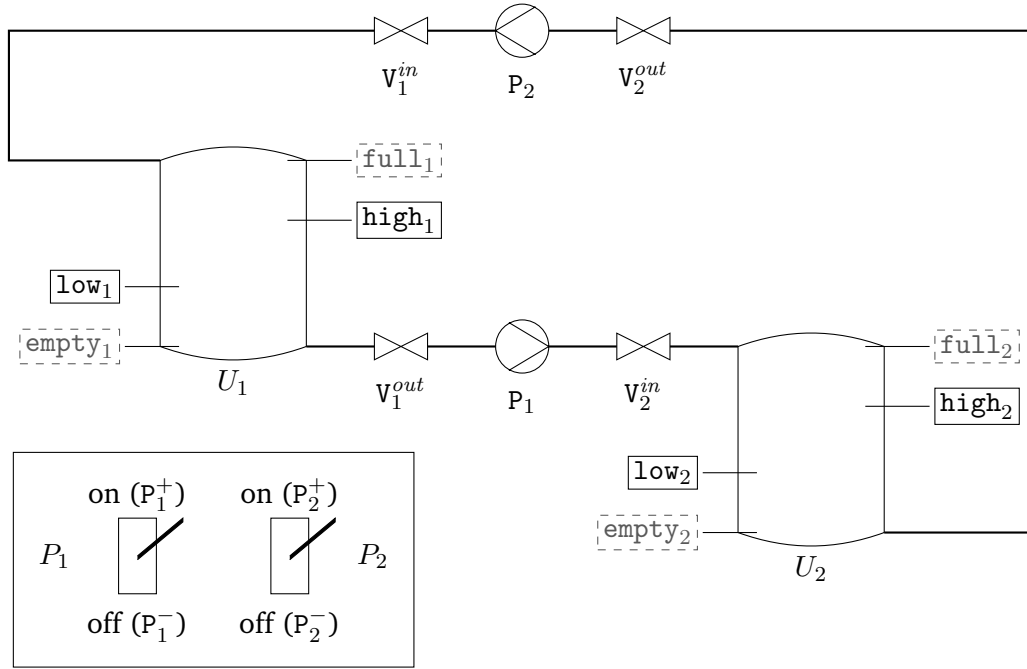 V₁ⁱⁿ P₂ V₂ᵒᵘᵗ
full₁
high₁
low₁
empty₁
U₁
V₁ᵒᵘᵗ P₁ V₂ⁱⁿ
full₂
high₂
low₂
empty₂
U₂
on (P₁⁺) on (P₂⁺)
P₁ P₂
off (P₁⁻) off (P₂⁻)